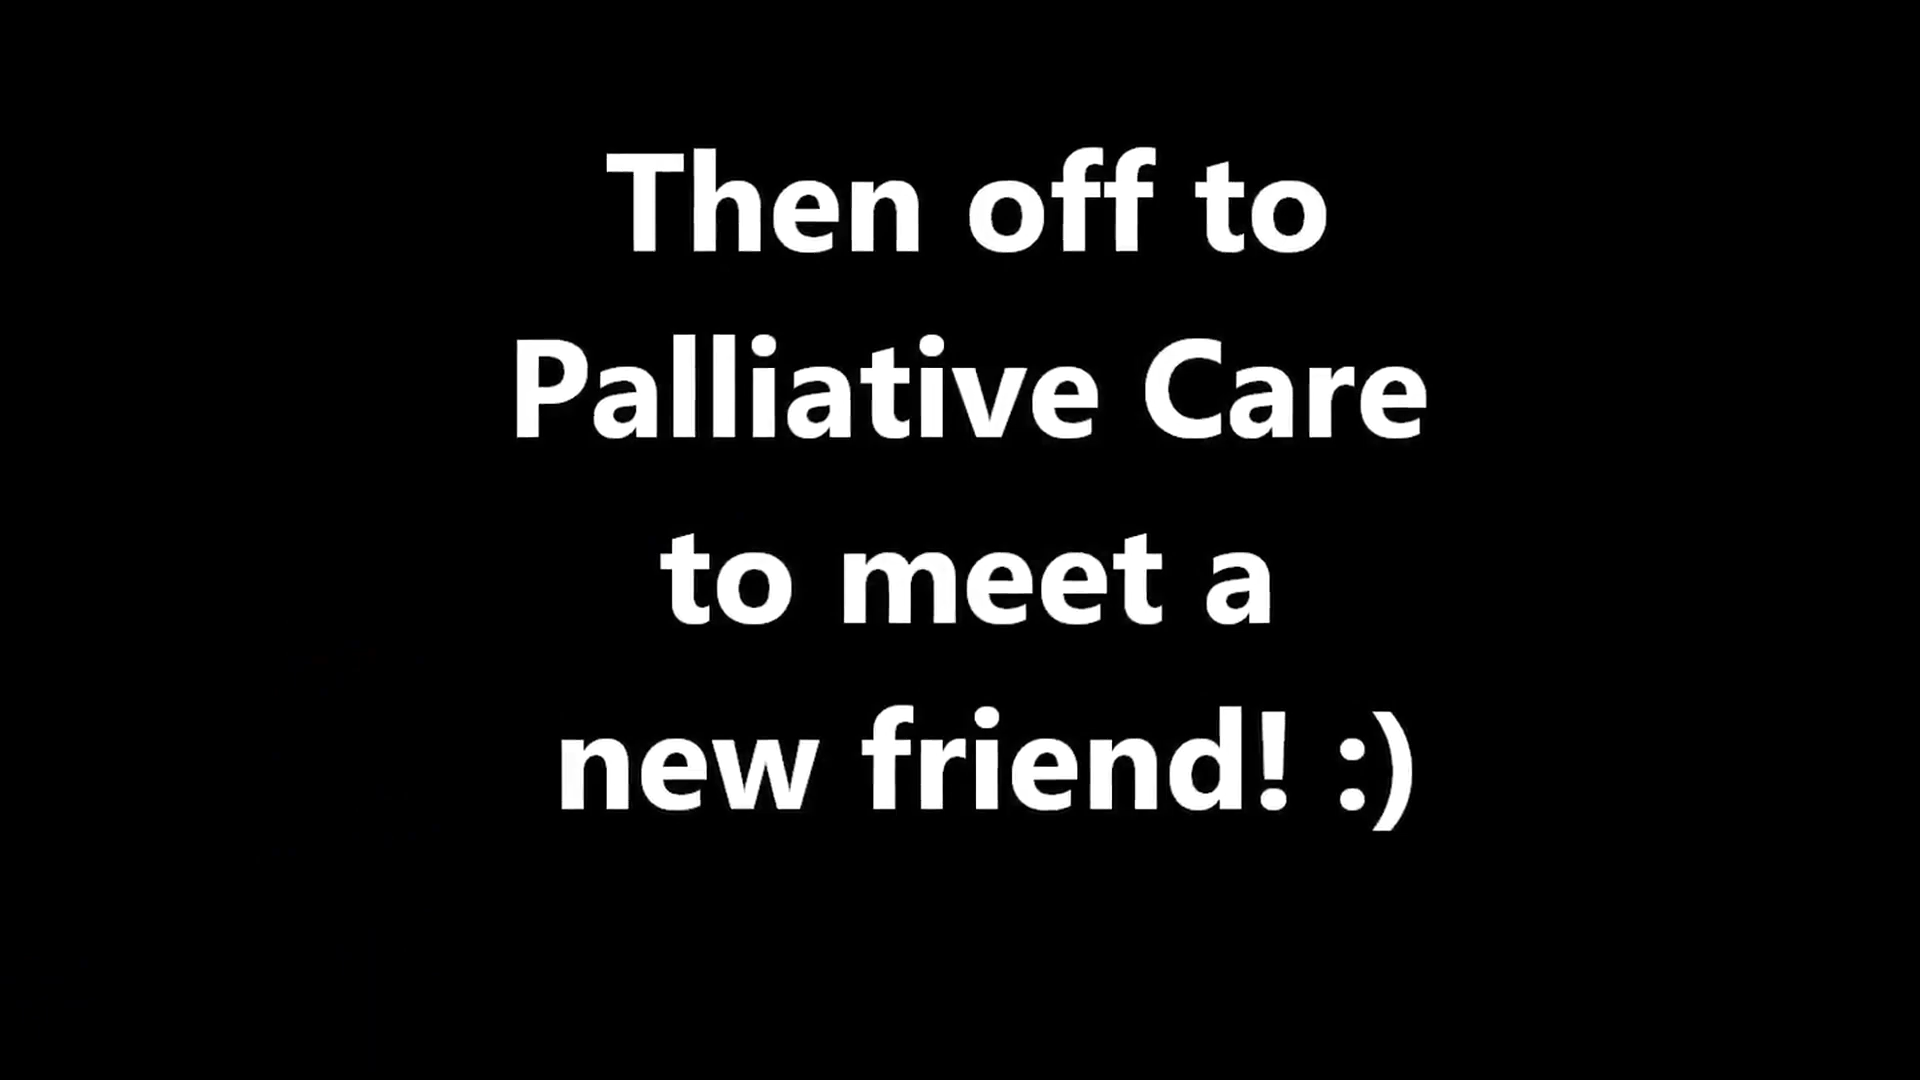 Then off to
Palliative Care
to meet a
new friend! :)